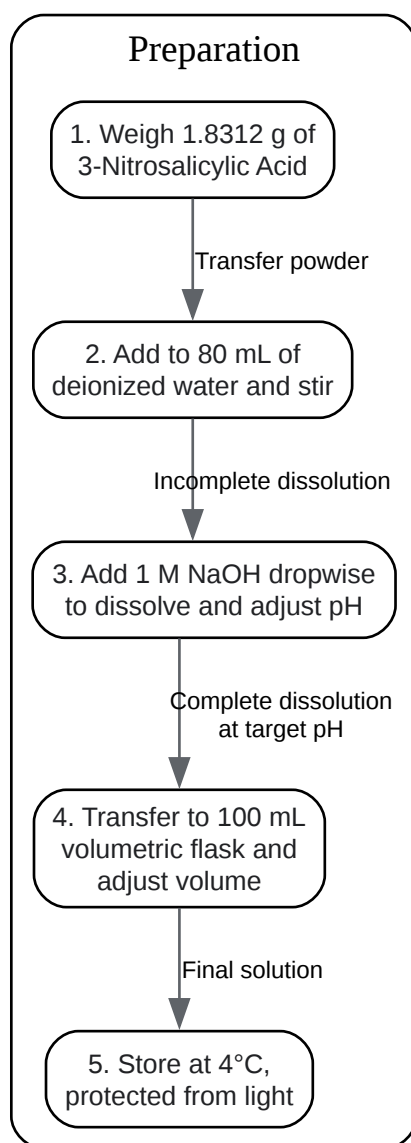 Preparation
1. Weigh 1.8312 g of
3-Nitrosalicylic Acid
Transfer powder
2. Add to 80 mL of
deionized water and stir
Incomplete dissolution
3. Add 1 M NaOH dropwise
to dissolve and adjust pH
Complete dissolution
at target pH
4. Transfer to 100 mL
volumetric flask and
adjust volume
Final solution
5. Store at 4°C,
protected from light